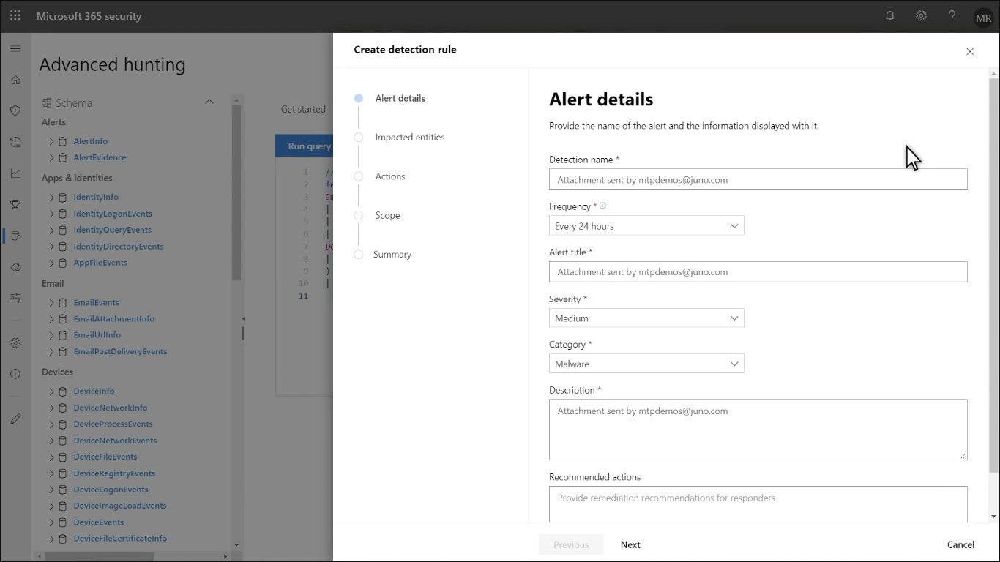 Microsoft 365 security
MR
Advanced hunting
Schema
Alerts
AlertInfo
AlertEvidence
Apps & identities
IdentityInfo
IdentityLogonEvents
IdentityQueryEvents
IdentityDirectoryEvents
AppFileEvents
Email
EmailEvents
EmailAttachmentInfo
EmailUrlInfo
EmailPostDeliveryEvents
Devices
DeviceInfo
DeviceNetworkInfo
DeviceProcessEvents
DeviceNetworkEvents
DeviceFileEvents
DeviceRegistryEvents
DeviceLogonEvents
DeviceImageLoadEvents
DeviceEvents
DeviceFileCertificateInfo
Get started
Run query
1 //
2 le
3 Em
4 |
5 |
6 |
7 De
8 |
9 )
10 |
11
Create detection rule
Alert details
Impacted entities
Actions
Scope
Summary
Alert details
Provide the name of the alert and the information displayed with it.
Detection name *
Attachment sent by mtpdemos@juno.com
Frequency *
Every 24 hours
Alert title *
Attachment sent by mtpdemos@juno.com
Severity *
Medium
Category *
Malware
Description *
Attachment sent by mtpdemos@juno.com
Recommended actions
Provide remediation recommendations for responders
Previous
Next
Cancel